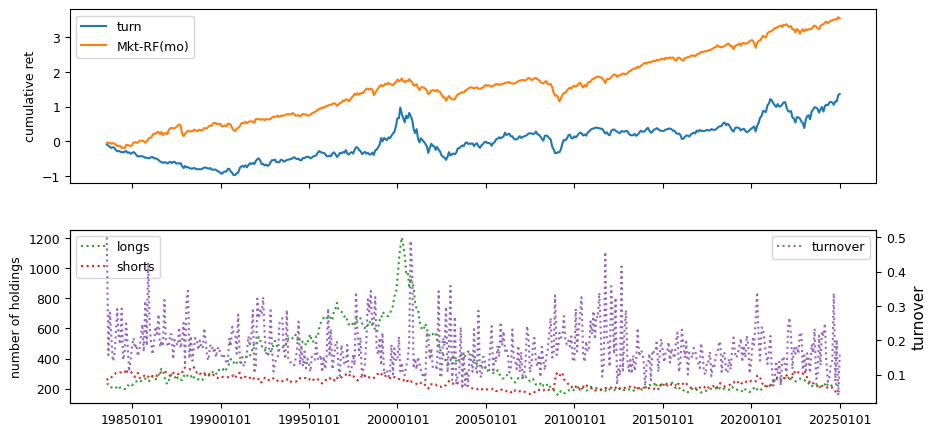 turn
Mkt-RF(mo)
cumulative ret
3
2
1
0
−1
longs
shorts
turnover
number of holdings
1200
1000
800
600
400
200
0.5
0.4
0.3
0.2
0.1
turnover
19850101 19900101 19950101 20000101 20050101 20100101 20150101 20200101 20250101